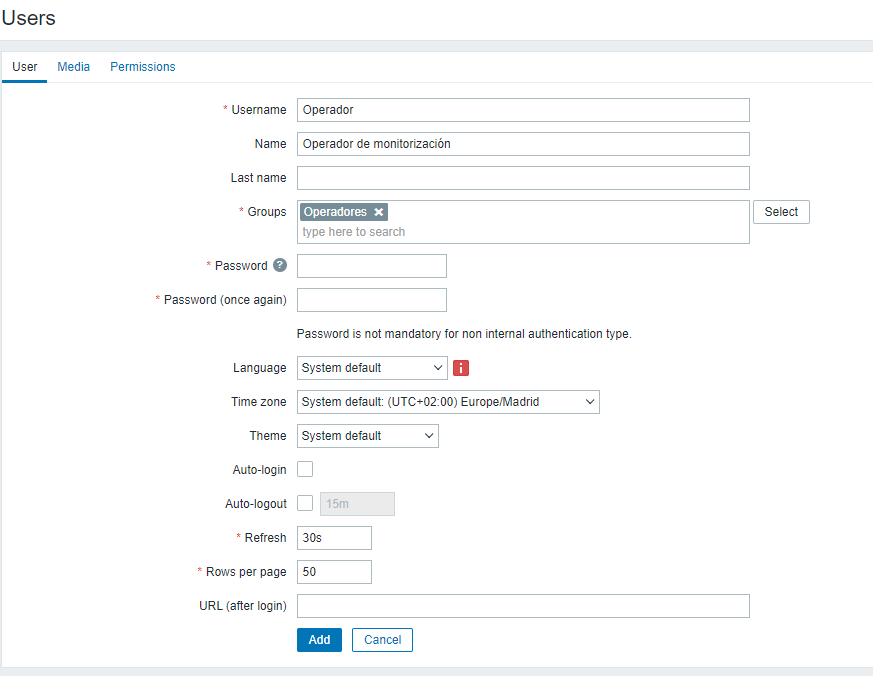 Users
User Media Permissions
* Username Operador
Name Operador de monitorización
Last name
* Groups Operadores ✖ Select
type here to search
* Password ?
* Password (once again)
Password is not mandatory for non internal authentication type.
Language System default i
Time zone System default: (UTC+02:00) Europe/Madrid
Theme System default
Auto-login
Auto-logout 15m
* Refresh 30s
* Rows per page 50
URL (after login)
Add Cancel